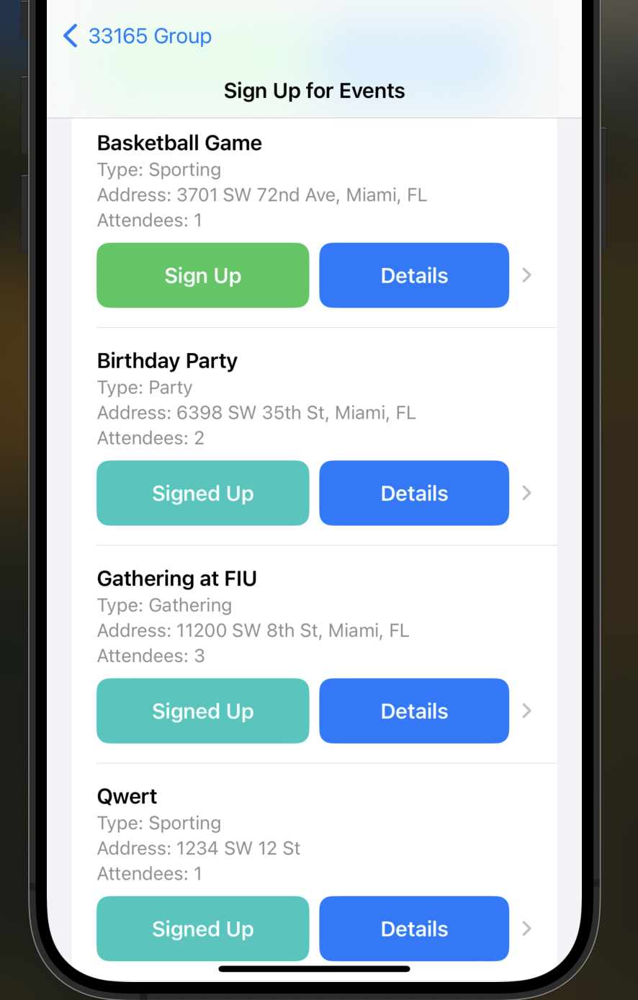 33165 Group
Sign Up for Events
Basketball Game
Type: Sporting
Address: 3701 SW 72nd Ave, Miami, FL
Attendees: 1
Sign Up
Details
Birthday Party
Type: Party
Address: 6398 SW 35th St, Miami, FL
Attendees: 2
Signed Up
Details
Gathering at FIU
Type: Gathering
Address: 11200 SW 8th St, Miami, FL
Attendees: 3
Signed Up
Details
Qwert
Type: Sporting
Address: 1234 SW 12 St
Attendees: 1
Signed Up
Details